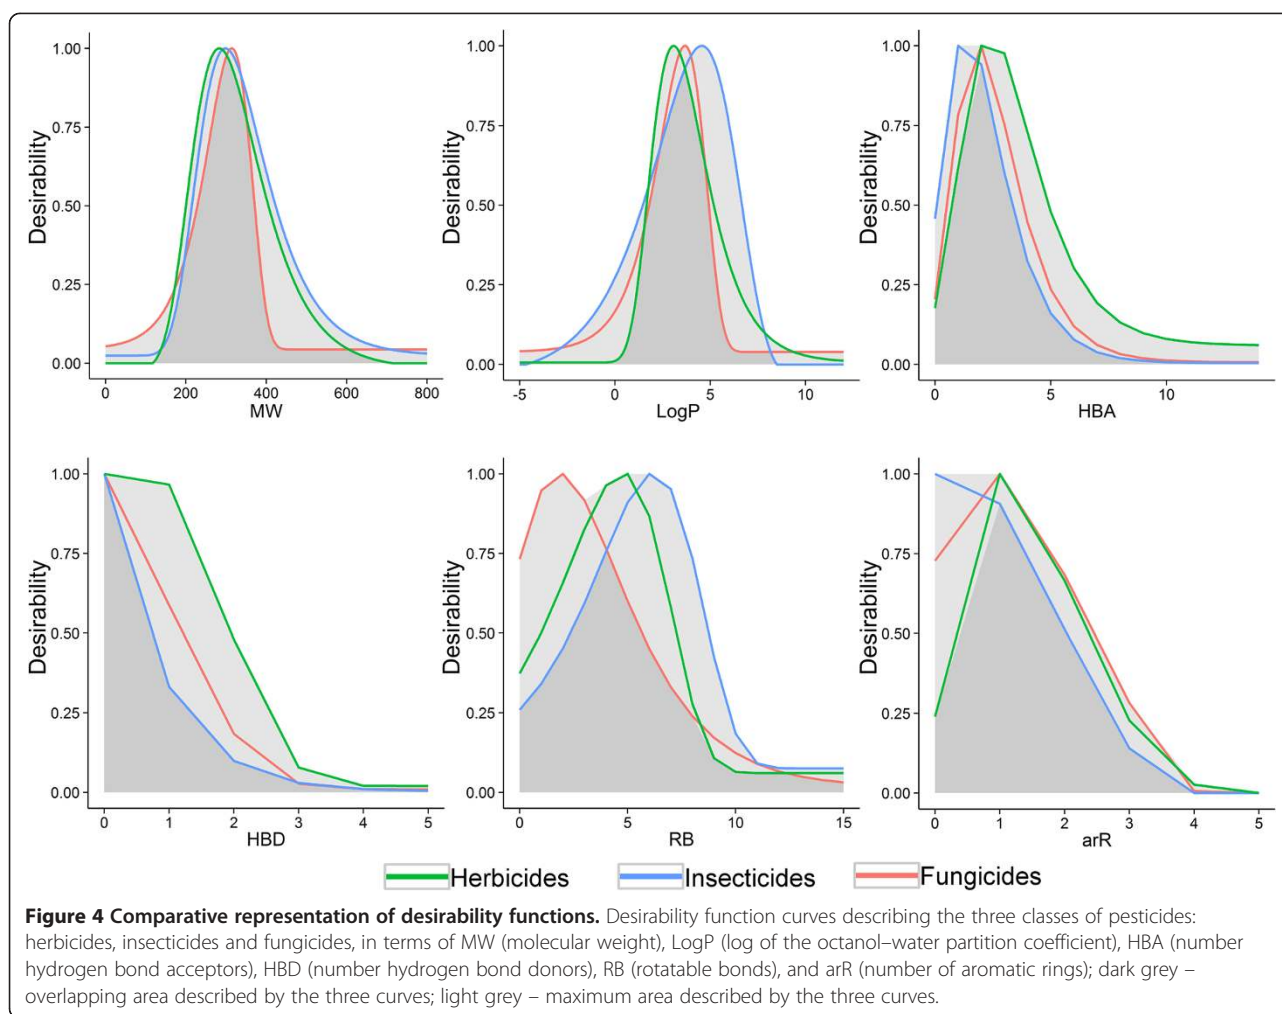 1.00
0.75
0.50
0.25
0.00
Desirability
0 200 400 600 800
MW
1.00
0.75
0.50
0.25
0.00
Desirability
-5 0 5 10
LogP
1.00
0.75
0.50
0.25
0.00
Desirability
0 5 10
HBA
1.00
0.75
0.50
0.25
0.00
Desirability
0 1 2 3 4 5
HBD
1.00
0.75
0.50
0.25
0.00
Desirability
0 5 10 15
RB
1.00
0.75
0.50
0.25
0.00
Desirability
0 1 2 3 4 5
arR
Herbicides Insecticides Fungicides
Figure 4 Comparative representation of desirability functions. Desirability function curves describing the three classes of pesticides:
herbicides, insecticides and fungicides, in terms of MW (molecular weight), LogP (log of the octanol–water partition coefficient), HBA (number
hydrogen bond acceptors), HBD (number hydrogen bond donors), RB (rotatable bonds), and arR (number of aromatic rings); dark grey –
overlapping area described by the three curves; light grey – maximum area described by the three curves.